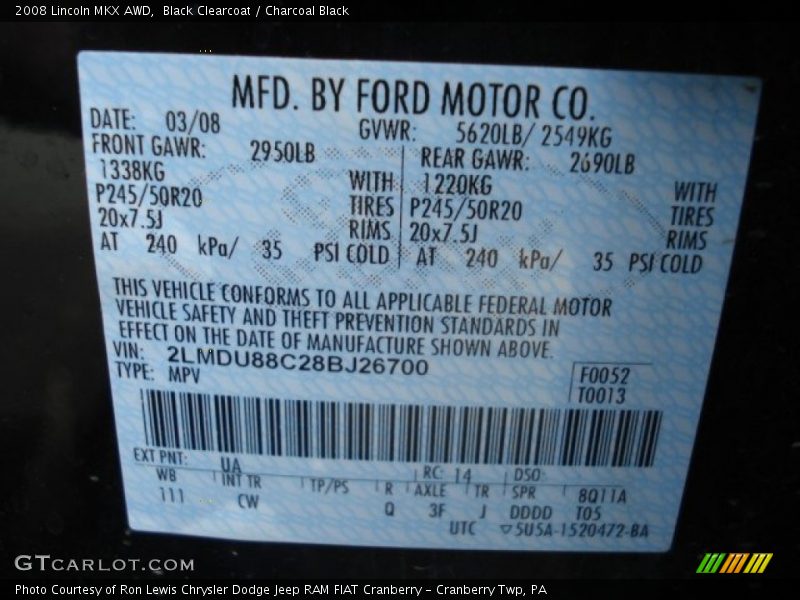 2008 Lincoln MKX AWD, Black Clearcoat / Charcoal Black
MFD. BY FORD MOTOR CO.
DATE: 03/08 GVWR: 5620LB/ 2549KG
FRONT GAWR: 2950LB REAR GAWR: 2690LB
1338KG WITH 1220KG WITH
P245/50R20 TIRES P245/50R20 TIRES
20x7.5J RIMS 20x7.5J RIMS
AT 240 kPa/ 35 PSI COLD AT 240 kPa/ 35 PSI COLD
THIS VEHICLE CONFORMS TO ALL APPLICABLE FEDERAL MOTOR
VEHICLE SAFETY AND THEFT PREVENTION STANDARDS IN
EFFECT ON THE DATE OF MANUFACTURE SHOWN ABOVE.
VIN: 2LMDU88C28BJ26700
TYPE: MPV
F0052
T0013
EXT PNT: UA RC: 14 DSO:
WB INT TR TP/PS R AXLE TR SPR 8Q11A
111 CW Q 3F J DDDD T05
UTC ▽5U5A-1520472-BA
GTCARLOT.COM
Photo Courtesy of Ron Lewis Chrysler Dodge Jeep RAM FIAT Cranberry – Cranberry Twp, PA